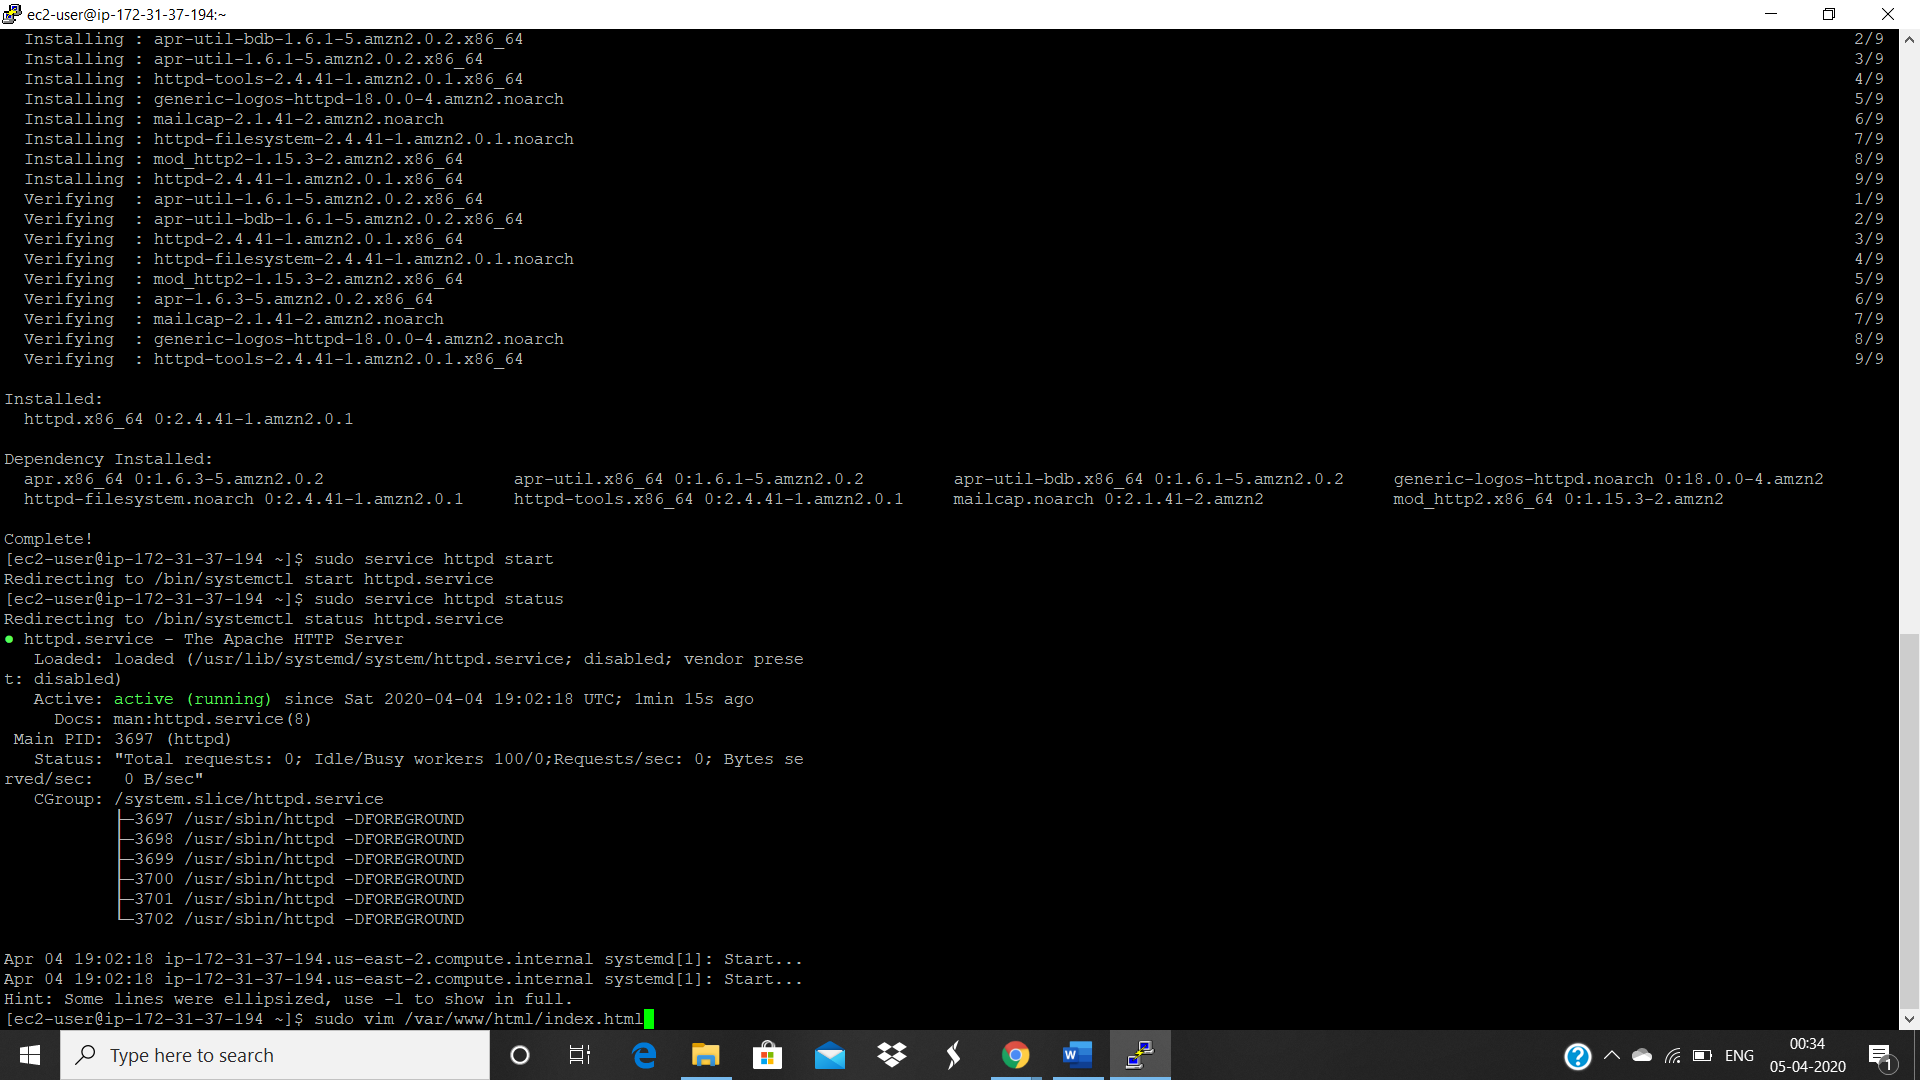 ec2-user@ip-172-31-37-194:~
Installing : apr-util-bdb-1.6.1-5.amzn2.0.2.x86_64 2/9
Installing : apr-util-1.6.1-5.amzn2.0.2.x86_64 3/9
Installing : httpd-tools-2.4.41-1.amzn2.0.1.x86_64 4/9
Installing : generic-logos-httpd-18.0.0-4.amzn2.noarch 5/9
Installing : mailcap-2.1.41-2.amzn2.noarch 6/9
Installing : httpd-filesystem-2.4.41-1.amzn2.0.1.noarch 7/9
Installing : mod_http2-1.15.3-2.amzn2.x86_64 8/9
Installing : httpd-2.4.41-1.amzn2.0.1.x86_64 9/9
Verifying  : apr-util-1.6.1-5.amzn2.0.2.x86_64 1/9
Verifying  : apr-util-bdb-1.6.1-5.amzn2.0.2.x86_64 2/9
Verifying  : httpd-2.4.41-1.amzn2.0.1.x86_64 3/9
Verifying  : httpd-filesystem-2.4.41-1.amzn2.0.1.noarch 4/9
Verifying  : mod_http2-1.15.3-2.amzn2.x86_64 5/9
Verifying  : apr-1.6.3-5.amzn2.0.2.x86_64 6/9
Verifying  : mailcap-2.1.41-2.amzn2.noarch 7/9
Verifying  : generic-logos-httpd-18.0.0-4.amzn2.noarch 8/9
Verifying  : httpd-tools-2.4.41-1.amzn2.0.1.x86_64 9/9
Installed:
httpd.x86_64 0:2.4.41-1.amzn2.0.1
Dependency Installed:
apr.x86_64 0:1.6.3-5.amzn2.0.2 apr-util.x86_64 0:1.6.1-5.amzn2.0.2 apr-util-bdb.x86_64 0:1.6.1-5.amzn2.0.2 generic-logos-httpd.noarch 0:18.0.0-4.amzn2
httpd-filesystem.noarch 0:2.4.41-1.amzn2.0.1 httpd-tools.x86_64 0:2.4.41-1.amzn2.0.1 mailcap.noarch 0:2.1.41-2.amzn2 mod_http2.x86_64 0:1.15.3-2.amzn2
Complete!
[ec2-user@ip-172-31-37-194 ~]$ sudo service httpd start
Redirecting to /bin/systemctl start httpd.service
[ec2-user@ip-172-31-37-194 ~]$ sudo service httpd status
Redirecting to /bin/systemctl status httpd.service
● httpd.service - The Apache HTTP Server
Loaded: loaded (/usr/lib/systemd/system/httpd.service; disabled; vendor prese
t: disabled)
Active: active (running) since Sat 2020-04-04 19:02:18 UTC; 1min 15s ago
Docs: man:httpd.service(8)
Main PID: 3697 (httpd)
Status: "Total requests: 0; Idle/Busy workers 100/0;Requests/sec: 0; Bytes se
rved/sec:   0 B/sec"
CGroup: /system.slice/httpd.service
├─3697 /usr/sbin/httpd -DFOREGROUND
├─3698 /usr/sbin/httpd -DFOREGROUND
├─3699 /usr/sbin/httpd -DFOREGROUND
├─3700 /usr/sbin/httpd -DFOREGROUND
├─3701 /usr/sbin/httpd -DFOREGROUND
└─3702 /usr/sbin/httpd -DFOREGROUND
Apr 04 19:02:18 ip-172-31-37-194.us-east-2.compute.internal systemd[1]: Start...
Apr 04 19:02:18 ip-172-31-37-194.us-east-2.compute.internal systemd[1]: Start...
Hint: Some lines were ellipsized, use -l to show in full.
[ec2-user@ip-172-31-37-194 ~]$ sudo vim /var/www/html/index.html
Type here to search
ENG
00:34
05-04-2020
1